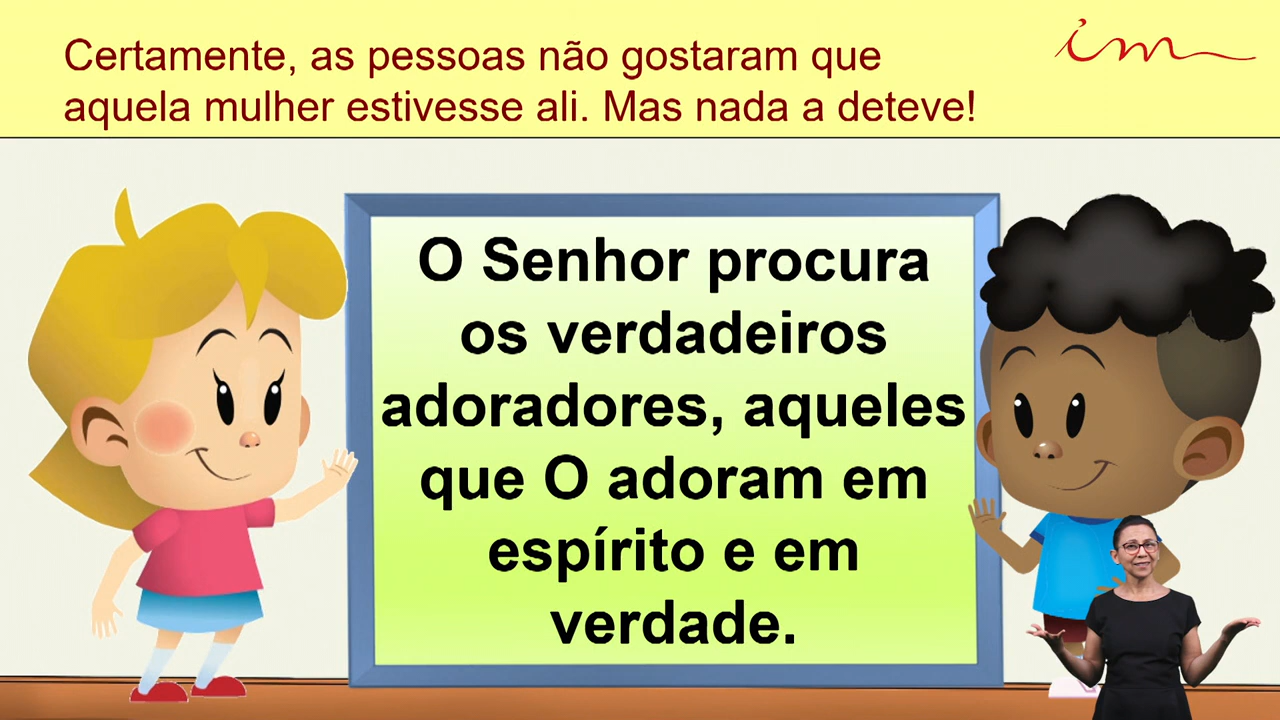 Certamente, as pessoas não gostaram que
aquela mulher estivesse ali. Mas nada a deteve!
im
O Senhor procura
os verdadeiros
adoradores, aqueles
que O adoram em
espírito e em
verdade.